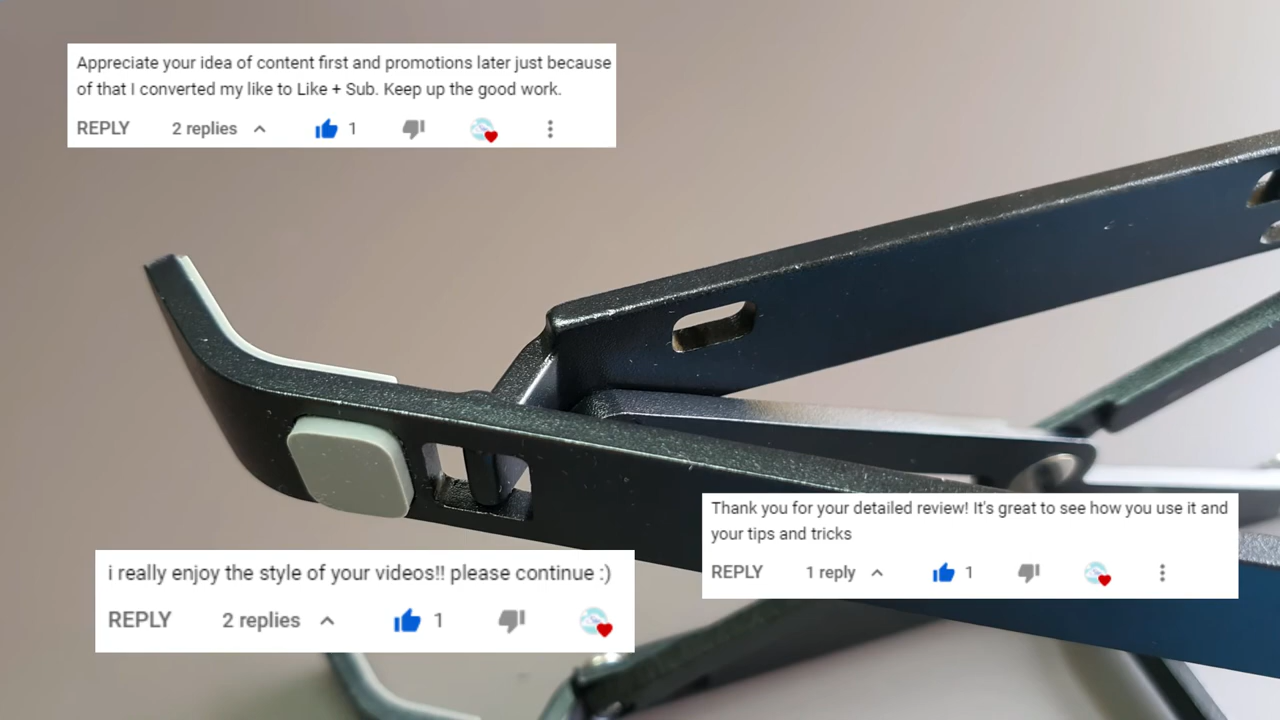 Appreciate your idea of content first and promotions later just because
of that I converted my like to Like + Sub. Keep up the good work.
REPLY 2 replies 1
Thank you for your detailed review! It's great to see how you use it and
your tips and tricks
REPLY 1 reply 1
i really enjoy the style of your videos!! please continue :)
REPLY 2 replies 1